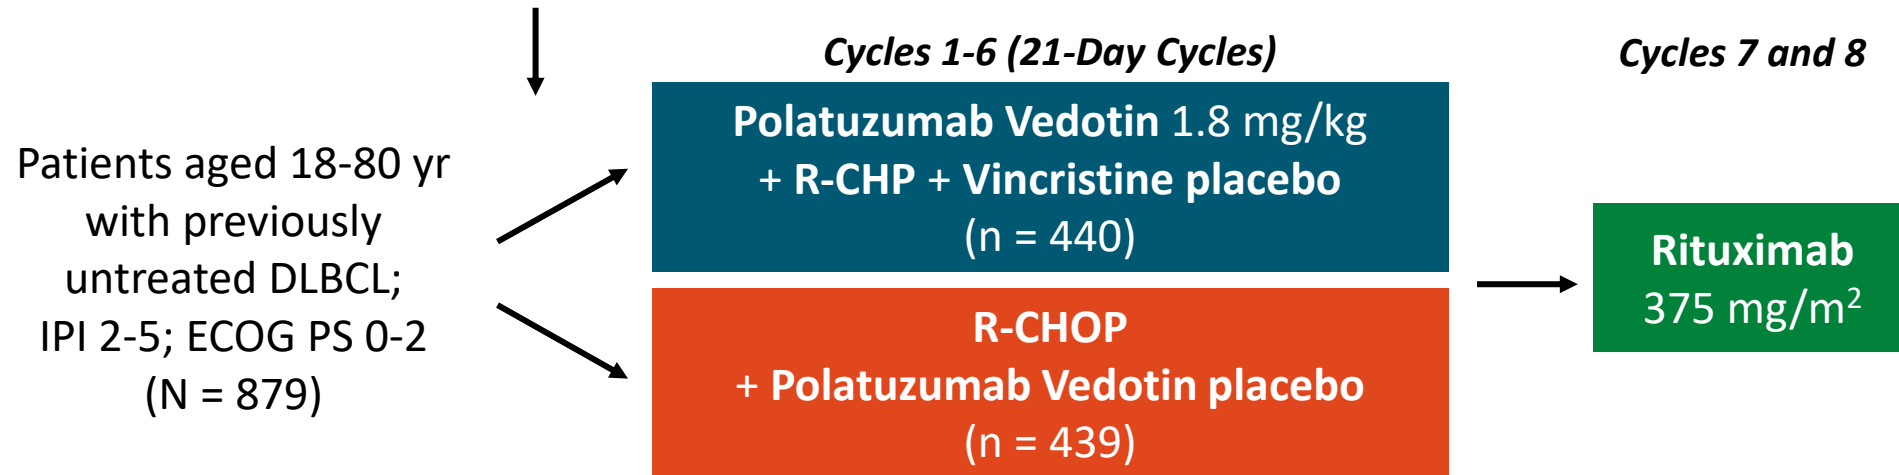 Cycles 1-6 (21-Day Cycles)
Cycles 7 and 8
Patients aged 18-80 yr
with previously
untreated DLBCL;
IPI 2-5; ECOG PS 0-2
(N = 879)
Polatuzumab Vedotin 1.8 mg/kg
+ R-CHP + Vincristine placebo
(n = 440)
R-CHOP
+ Polatuzumab Vedotin placebo
(n = 439)
Rituximab
375 mg/m²